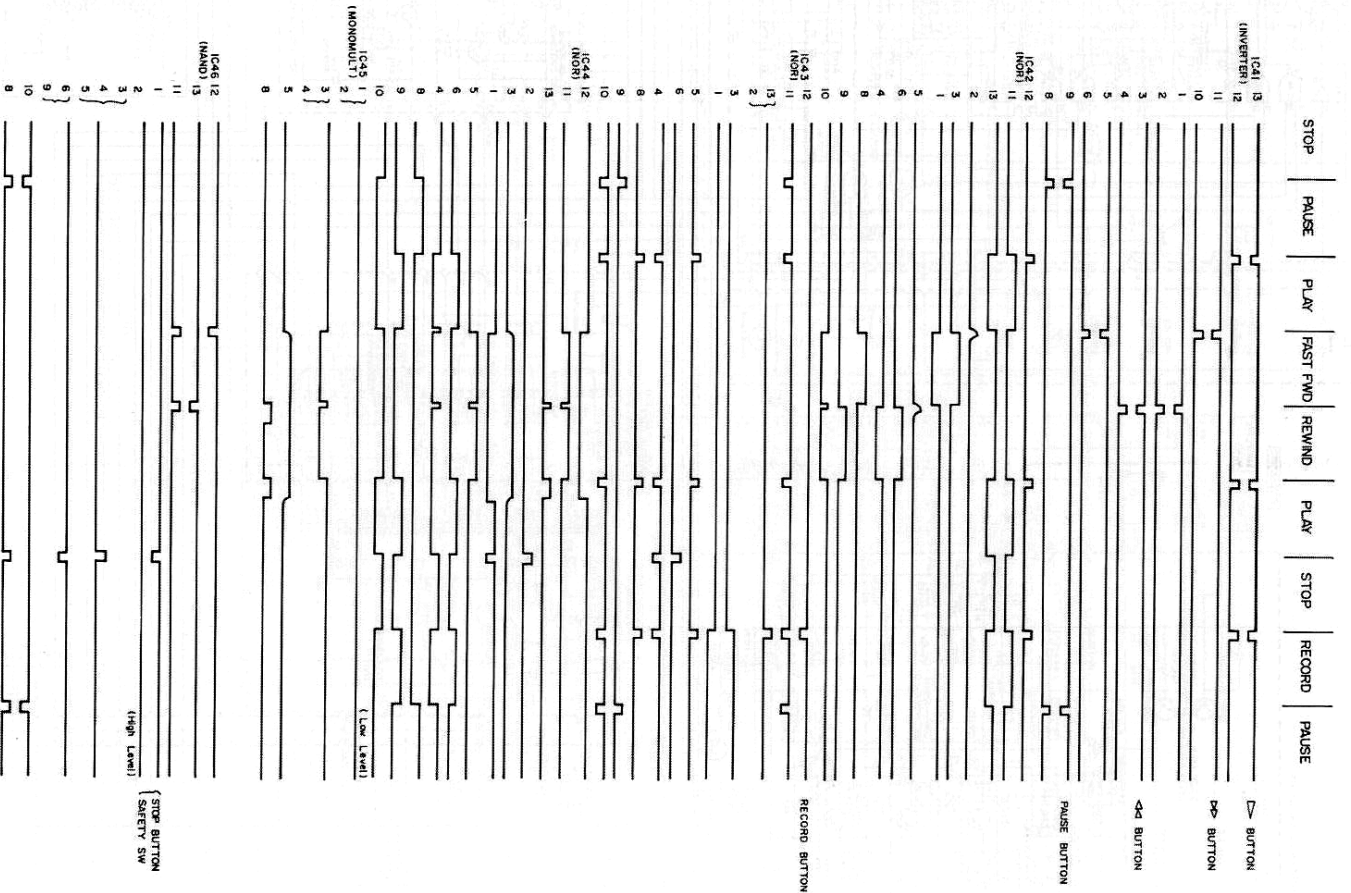 STOP PAUSE PLAY FAST FWD REWIND PLAY STOP RECORD PAUSE
IC41 13 ▷ BUTTON
(INVERTER) 12
11 ▷▷ BUTTON
10
1
2
3 ◁◁ BUTTON
4
5
6
9 PAUSE BUTTON
8
IC42 12
(NOR) 11
13
2
3
1
5
6
4
8
9
10
IC43 12 RECORD BUTTON
(NOR) 11
13
2
3
1
5
6
4
8
9
10
IC44 12
(NOR) 11
13
2
3
1
5
6
4
8
9
10
IC45 1 (Low Level)
(MONOMULT) 2
3
4
5
8
IC46 12
(NAND) 13
11
1 STOP BUTTON
2 (High Level) SAFETY SW
3
4
5
6
9
10
8